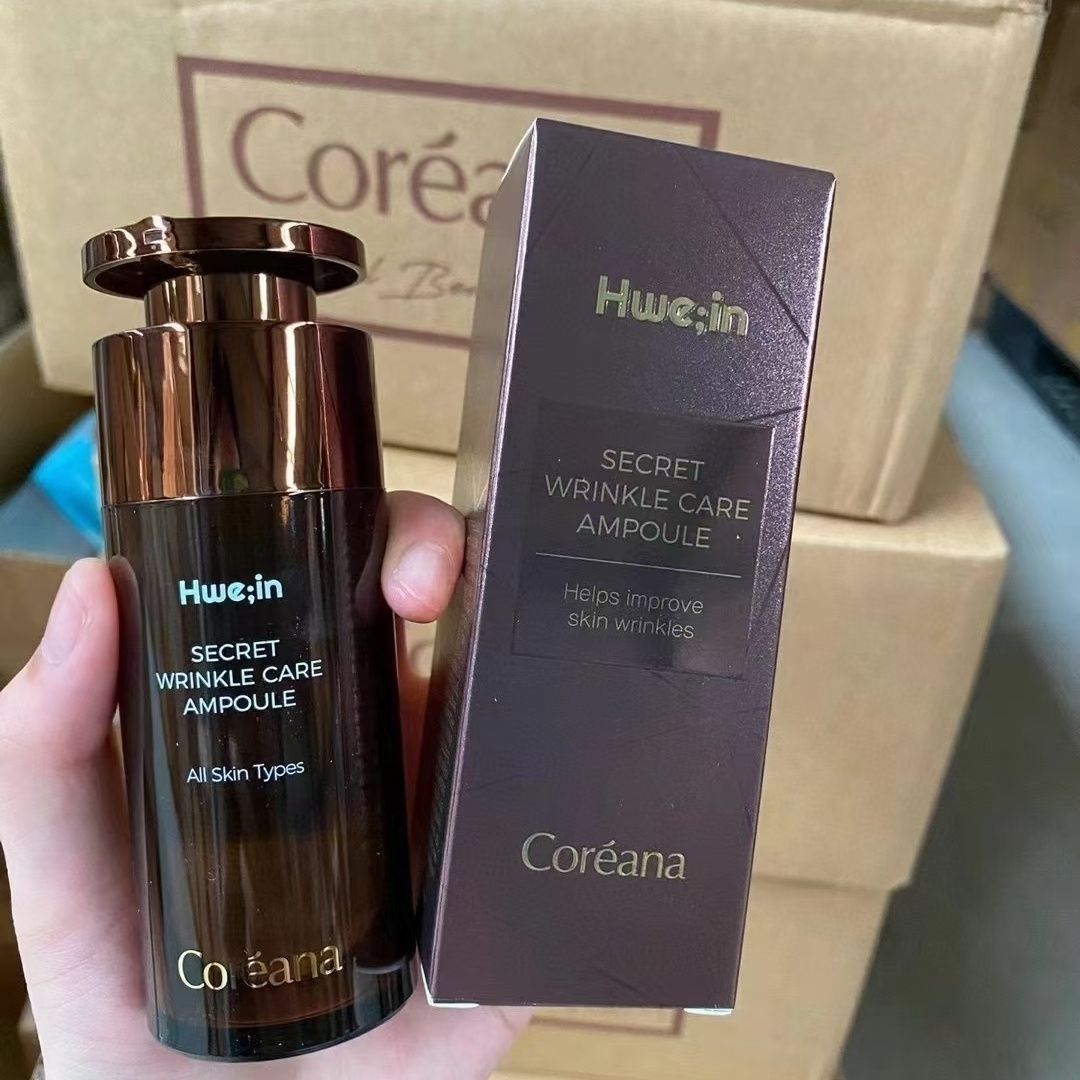 Coréa
Hwe;in
SECRET
WRINKLE CARE
AMPOULE
All Skin Types
Coréana
Hwe;in
SECRET
WRINKLE CARE
AMPOULE
Helps improve
skin wrinkles
Coréana